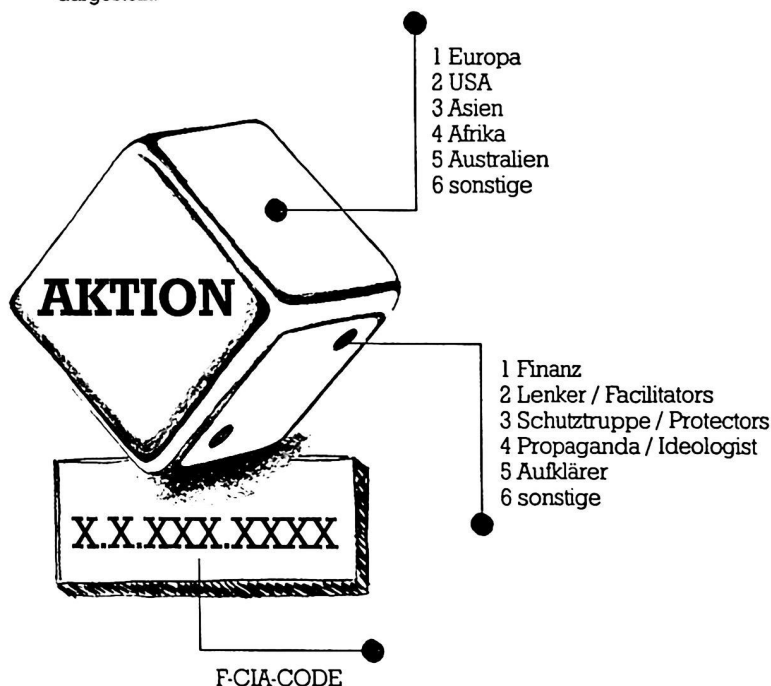 1 Europa
2 USA
3 Asien
4 Afrika
5 Australien
6 sonstige
AKTION
1 Finanz
2 Lenker / Facilitators
3 Schutztruppe / Protectors
4 Propaganda / Ideologist
5 Aufklärer
6 sonstige
X.X.XXX.XXXX
F-CIA-CODE